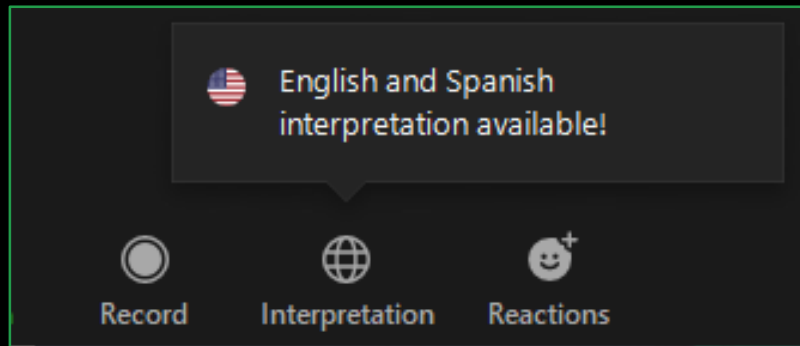 English and Spanish
interpretation available!
Record
Interpretation
Reactions